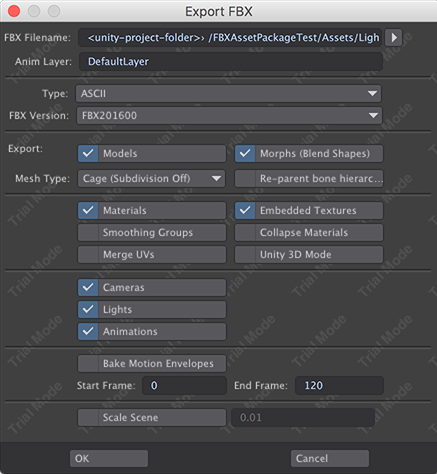 Export FBX
FBX Filename: <unity-project-folder>› /FBXAssetPackageTest/Assets/Ligh
Anim Layer: DefaultLayer
Type: ASCII
FBX Version: FBX201600
Export: Models Morphs (Blend Shapes)
Mesh Type: Cage (Subdivision Off) Re-parent bone hierarc...
Materials Embedded Textures
Smoothing Groups Collapse Materials
Merge UVs Unity 3D Mode
Cameras
Lights
Animations
Bake Motion Envelopes
Start Frame: 0 End Frame: 120
Scale Scene 0.01
OK Cancel
Trial Mode